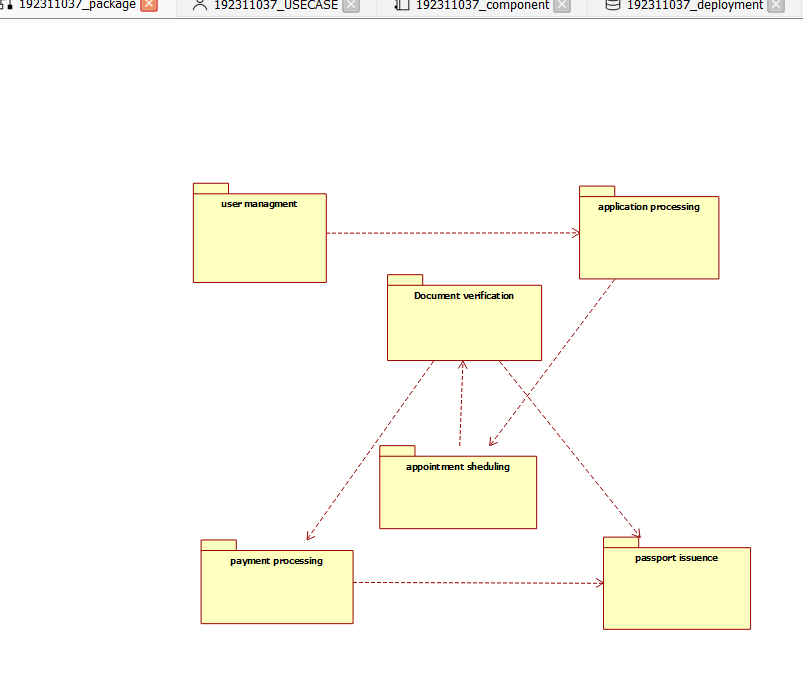 192311037_package 192311037_USECASE 192311037_component 192311037_deployment
user managment
application processing
Document verification
appointment sheduling
payment processing
passport issuence